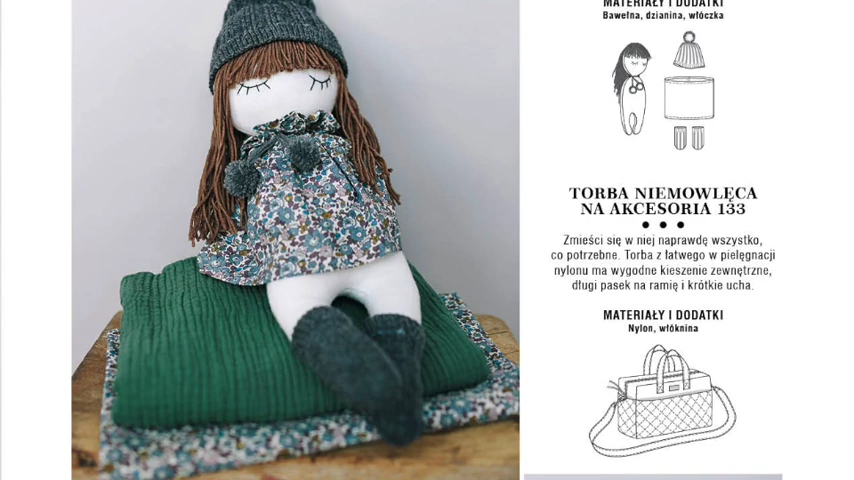 MATERIAŁY I DODATKI
Bawełna, dzianina, włóczka
TORBA NIEMOWLĘCA
NA AKCESORIA 133
Zmieści się w niej naprawdę wszystko,
co potrzebne. Torba z łatwego w pielęgnacji
nylonu ma wygodne kieszenie zewnętrzne,
długi pasek na ramię i krótkie ucha.
MATERIAŁY I DODATKI
Nylon, włóknina